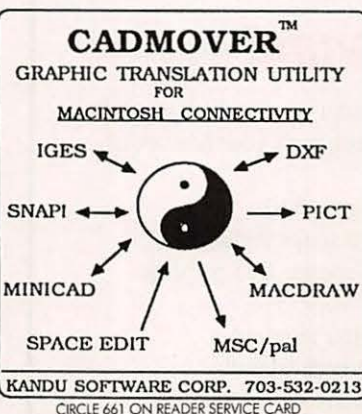 CADMOVER™
GRAPHIC TRANSLATION UTILITY
FOR
MACINTOSH CONNECTIVITY
IGES DXF
SNAP! PICT
MINICAD MACDRAW
SPACE EDIT MSC/pal
KANDU SOFTWARE CORP. 703-532-0213
CIRCLE 661 ON READER SERVICE CARD